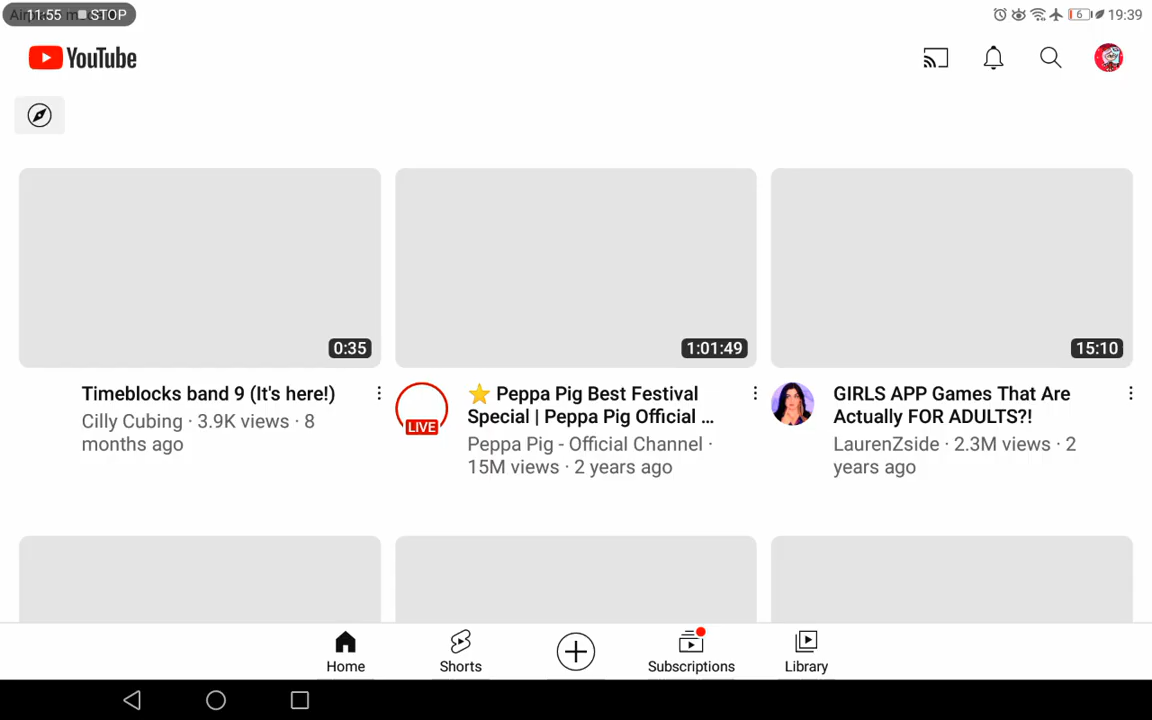 11:55 STOP
6 19:39
YouTube
0:35
1:01:49
15:10
Timeblocks band 9 (It's here!)
Cilly Cubing · 3.9K views · 8
months ago
LIVE
⭐ Peppa Pig Best Festival
Special | Peppa Pig Official ...
Peppa Pig - Official Channel ·
15M views · 2 years ago
GIRLS APP Games That Are
Actually FOR ADULTS?!
LaurenZside · 2.3M views · 2
years ago
Home
Shorts
Subscriptions
Library